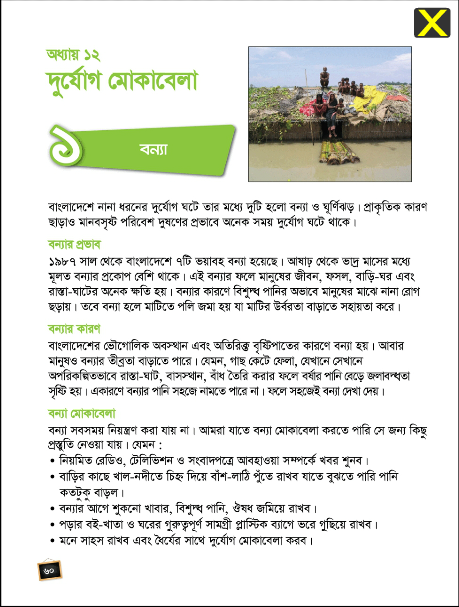 X
অধ্যায় ১২
দুর্যোগ মোকাবেলা
১
বন্যা
বাংলাদেশে নানা ধরনের দুর্যোগ ঘটে তার মধ্যে দুটি হলো বন্যা ও ঘূর্ণিঝড়। প্রাকৃতিক কারণ
ছাড়াও মানবসৃষ্ট পরিবেশ দুষণের প্রভাবে অনেক সময় দুর্যোগ ঘটে থাকে।
বন্যার প্রভাব
১৯৮৭ সাল থেকে বাংলাদেশে ৭টি ভয়াবহ বন্যা হয়েছে। আষাঢ় থেকে ভাদ্র মাসের মধ্যে
মূলত বন্যার প্রকোপ বেশি থাকে। এই বন্যার ফলে মানুষের জীবন, ফসল, বাড়ি-ঘর এবং
রাস্তা-ঘাটের অনেক ক্ষতি হয়। বন্যার কারণে বিশুদ্ধ পানির অভাবে মানুষের মাঝে নানা রোগ
ছড়ায়। তবে বন্যা হলে মাটিতে পলি জমা হয় যা মাটির উর্বরতা বাড়াতে সহায়তা করে।
বন্যার কারণ
বাংলাদেশের ভৌগোলিক অবস্থান এবং অতিরিক্ত বৃষ্টিপাতের কারণে বন্যা হয়। আবার
মানুষও বন্যার তীব্রতা বাড়াতে পারে। যেমন, গাছ কেটে ফেলা, যেখানে সেখানে
অপরিকল্পিতভাবে রাস্তা-ঘাট, বাসস্থান, বাঁধ তৈরি করার ফলে বর্ষার পানি বেড়ে জলাবদ্ধতা
সৃষ্টি হয়। একারণে বন্যার পানি সহজে নামতে পারে না। ফলে সহজেই বন্যা দেখা দেয়।
বন্যা মোকাবেলা
বন্যা সবসময় নিয়ন্ত্রণ করা যায় না। আমরা যাতে বন্যা মোকাবেলা করতে পারি সে জন্য কিছু
প্রস্তুতি নেওয়া যায়। যেমন :
• নিয়মিত রেডিও, টেলিভিশন ও সংবাদপত্রে আবহাওয়া সম্পর্কে খবর শুনব।
• বাড়ির কাছে খাল-নদীতে চিহ্ন দিয়ে বাঁশ-লাঠি পুঁতে রাখব যাতে বুঝতে পারি পানি
কতটুকু বাড়ল।
• বন্যার আগে শুকনো খাবার, বিশুদ্ধ পানি, ঔষধ জমিয়ে রাখব।
• পড়ার বই-খাতা ও ঘরের গুরুত্বপূর্ণ সামগ্রী প্লাস্টিক ব্যাগে ভরে গুছিয়ে রাখব।
• মনে সাহস রাখব এবং ধৈর্যের সাথে দুর্যোগ মোকাবেলা করব।
৬০